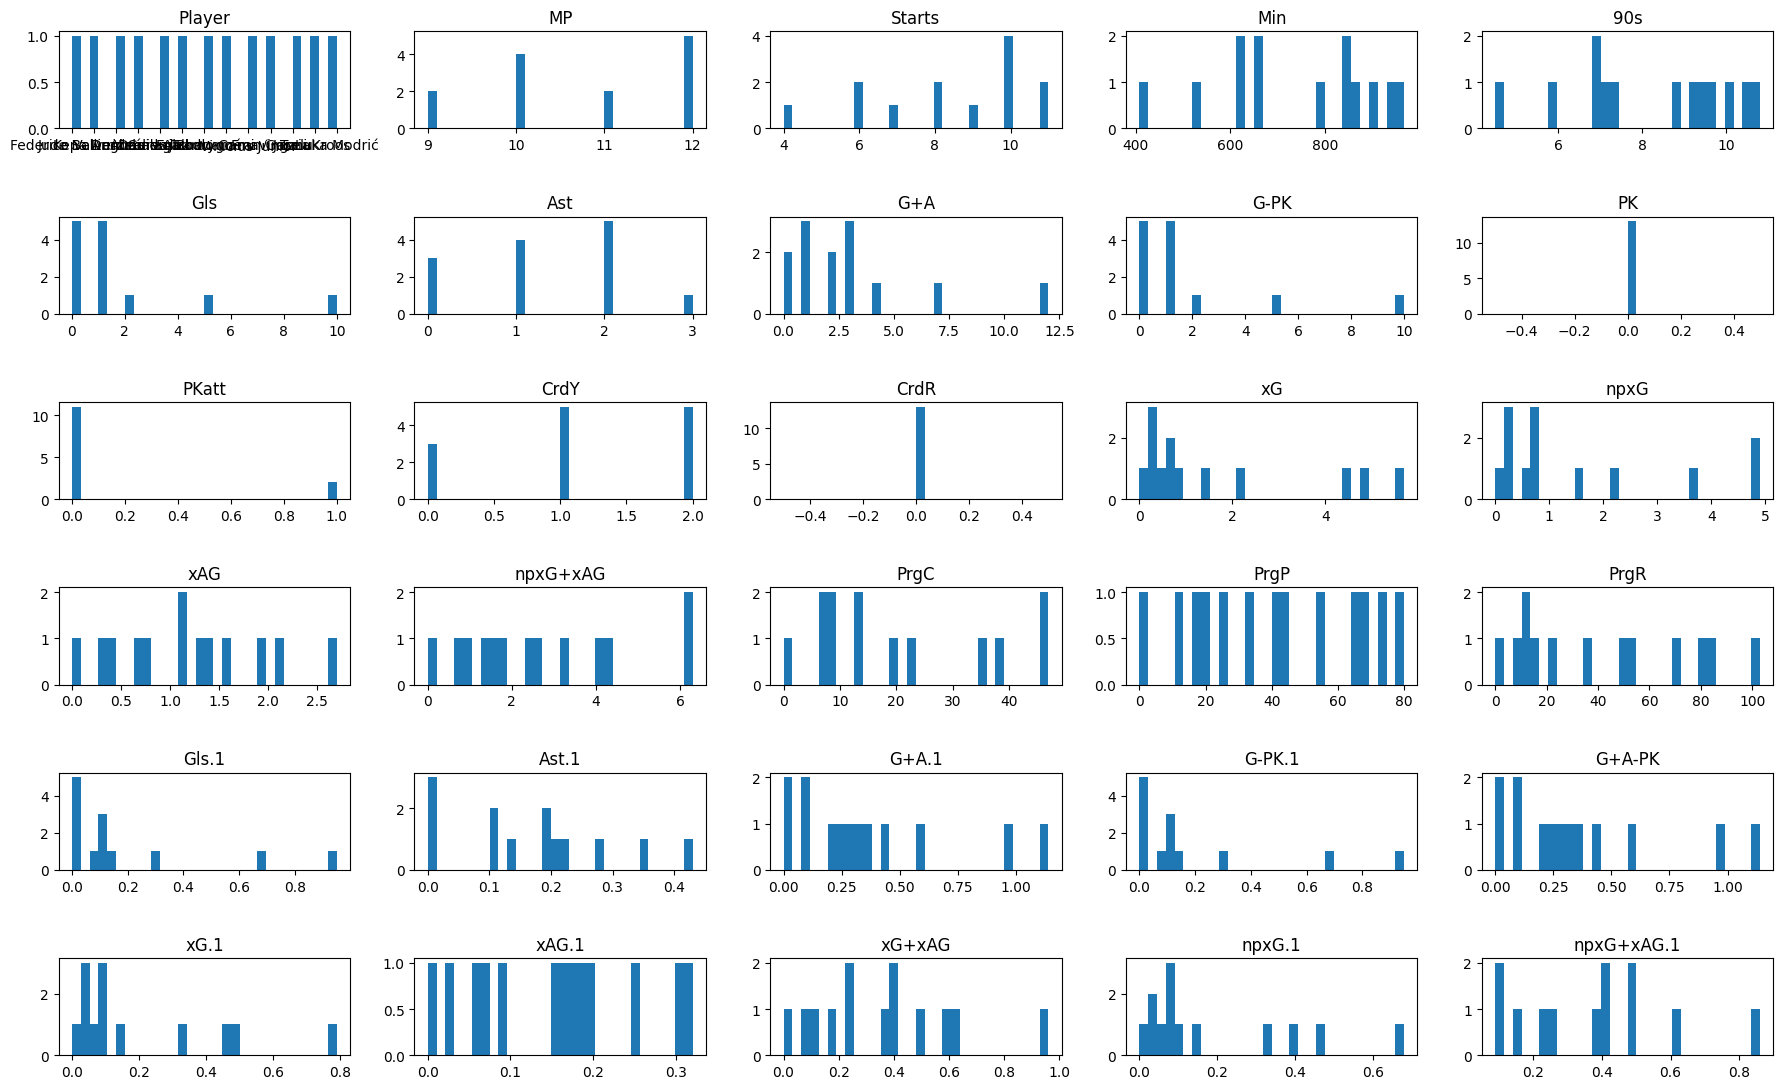 Player MP Starts Min 90s
1.0 0.5 0.0
4 2 0
4 2 0
2 1 0
2 1 0
Kroos Modrić
9 10 11 12
4 6 8 10
400 600 800
6 8 10
Gls Ast G+A G-PK PK
4 2 0
4 2 0
2 0
4 2 0
10 5 0
0 2 4 6 8 10
0 1 2 3
0.0 2.5 5.0 7.5 10.0 12.5
0 2 4 6 8 10
−0.4 −0.2 0.0 0.2 0.4
PKatt CrdY CrdR xG npxG
10 5 0
4 2 0
10 5 0
2 0
2 0
0.0 0.2 0.4 0.6 0.8 1.0
0.0 0.5 1.0 1.5 2.0
−0.4 −0.2 0.0 0.2 0.4
0 2 4
0 1 2 3 4 5
xAG npxG+xAG PrgC PrgP PrgR
2 1 0
2 1 0
2 1 0
1.0 0.5 0.0
2 1 0
0.0 0.5 1.0 1.5 2.0 2.5
0 2 4 6
0 10 20 30 40
0 20 40 60 80
0 20 40 60 80 100
Gls.1 Ast.1 G+A.1 G-PK.1 G+A-PK
4 2 0
2 0
2 1 0
4 2 0
2 1 0
0.0 0.2 0.4 0.6 0.8
0.0 0.1 0.2 0.3 0.4
0.00 0.25 0.50 0.75 1.00
0.0 0.2 0.4 0.6 0.8
0.00 0.25 0.50 0.75 1.00
xG.1 xAG.1 xG+xAG npxG.1 npxG+xAG.1
2 0
1.0 0.5 0.0
2 1 0
2 0
2 1 0
0.0 0.2 0.4 0.6 0.8
0.0 0.1 0.2 0.3
0.0 0.2 0.4 0.6 0.8 1.0
0.0 0.2 0.4 0.6
0.2 0.4 0.6 0.8